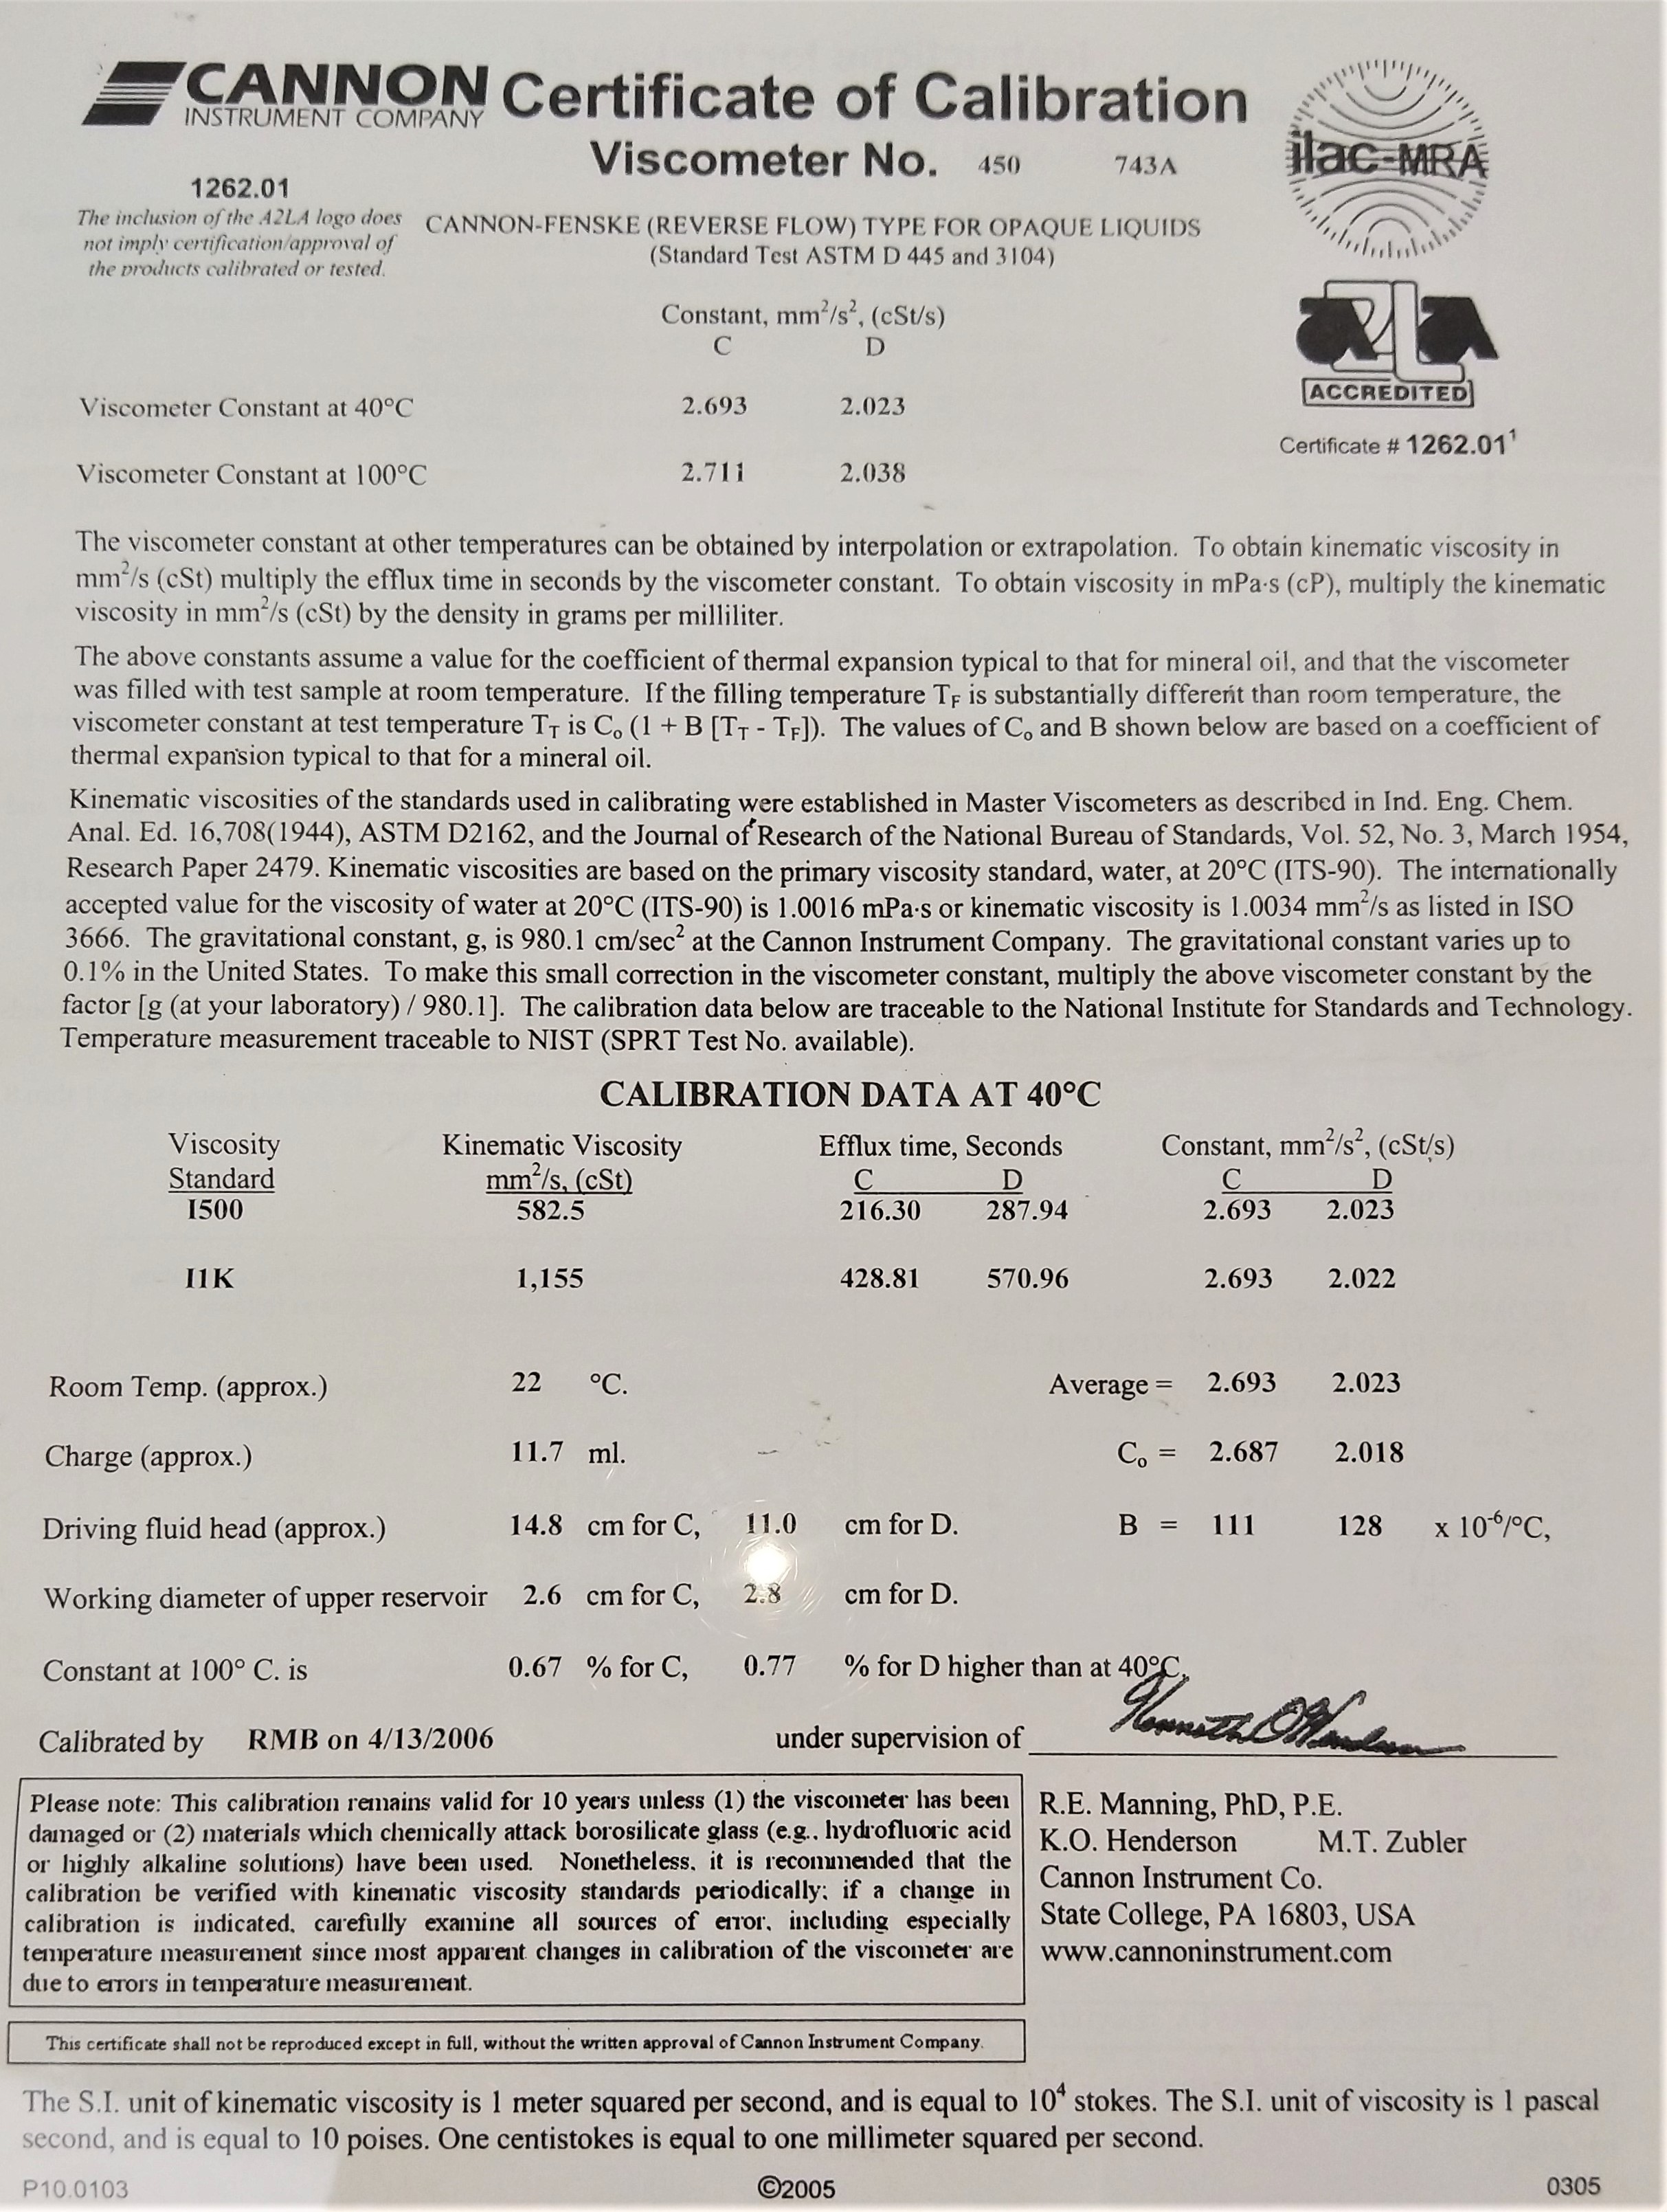 CANNON
INSTRUMENT COMPANY
Certificate of Calibration
Viscometer No. 450 743A
ilac-MRA
1262.01
The inclusion of the A2LA logo does
not imply certification/approval of
the products calibrated or tested.
CANNON-FENSKE (REVERSE FLOW) TYPE FOR OPAQUE LIQUIDS
(Standard Test ASTM D 445 and 3104)
a2la
ACCREDITED
Certificate # 1262.01¹
Constant, mm²/s², (cSt/s)
C D
Viscometer Constant at 40°C 2.693 2.023
Viscometer Constant at 100°C 2.711 2.038
The viscometer constant at other temperatures can be obtained by interpolation or extrapolation. To obtain kinematic viscosity in
mm²/s (cSt) multiply the efflux time in seconds by the viscometer constant. To obtain viscosity in mPa·s (cP), multiply the kinematic
viscosity in mm²/s (cSt) by the density in grams per milliliter.
The above constants assume a value for the coefficient of thermal expansion typical to that for mineral oil, and that the viscometer
was filled with test sample at room temperature. If the filling temperature T_F is substantially different than room temperature, the
viscometer constant at test temperature T_T is C₀ (1 + B [T_T - T_F]). The values of C₀ and B shown below are based on a coefficient of
thermal expansion typical to that for a mineral oil.
Kinematic viscosities of the standards used in calibrating were established in Master Viscometers as described in Ind. Eng. Chem.
Anal. Ed. 16,708(1944), ASTM D2162, and the Journal of Research of the National Bureau of Standards, Vol. 52, No. 3, March 1954,
Research Paper 2479. Kinematic viscosities are based on the primary viscosity standard, water, at 20°C (ITS-90). The internationally
accepted value for the viscosity of water at 20°C (ITS-90) is 1.0016 mPa·s or kinematic viscosity is 1.0034 mm²/s as listed in ISO
3666. The gravitational constant, g, is 980.1 cm/sec² at the Cannon Instrument Company. The gravitational constant varies up to
0.1% in the United States. To make this small correction in the viscometer constant, multiply the above viscometer constant by the
factor [g (at your laboratory) / 980.1]. The calibration data below are traceable to the National Institute for Standards and Technology.
Temperature measurement traceable to NIST (SPRT Test No. available).
CALIBRATION DATA AT 40°C
Viscosity Kinematic Viscosity Efflux time, Seconds Constant, mm²/s², (cSt/s)
Standard mm²/s, (cSt) C D C D
I500 582.5 216.30 287.94 2.693 2.023
I1K 1,155 428.81 570.96 2.693 2.022
Room Temp. (approx.) 22 °C. Average = 2.693 2.023
Charge (approx.) 11.7 ml. C₀ = 2.687 2.018
Driving fluid head (approx.) 14.8 cm for C, 11.0 cm for D. B = 111 128 x 10⁻⁶/°C,
Working diameter of upper reservoir 2.6 cm for C, 2.8 cm for D.
Constant at 100° C. is 0.67 % for C, 0.77 % for D higher than at 40°C.
Calibrated by RMB on 4/13/2006 under supervision of Kenneth O Henderson
Please note: This calibration remains valid for 10 years unless (1) the viscometer has been
damaged or (2) materials which chemically attack borosilicate glass (e.g., hydrofluoric acid
or highly alkaline solutions) have been used. Nonetheless, it is recommended that the
calibration be verified with kinematic viscosity standards periodically; if a change in
calibration is indicated, carefully examine all sources of error, including especially
temperature measurement since most apparent changes in calibration of the viscometer are
due to errors in temperature measurement.
R.E. Manning, PhD, P.E.
K.O. Henderson M.T. Zubler
Cannon Instrument Co.
State College, PA 16803, USA
www.cannoninstrument.com
This certificate shall not be reproduced except in full, without the written approval of Cannon Instrument Company.
The S.I. unit of kinematic viscosity is 1 meter squared per second, and is equal to 10⁴ stokes. The S.I. unit of viscosity is 1 pascal
second, and is equal to 10 poises. One centistokes is equal to one millimeter squared per second.
P10.0103 ©2005 0305